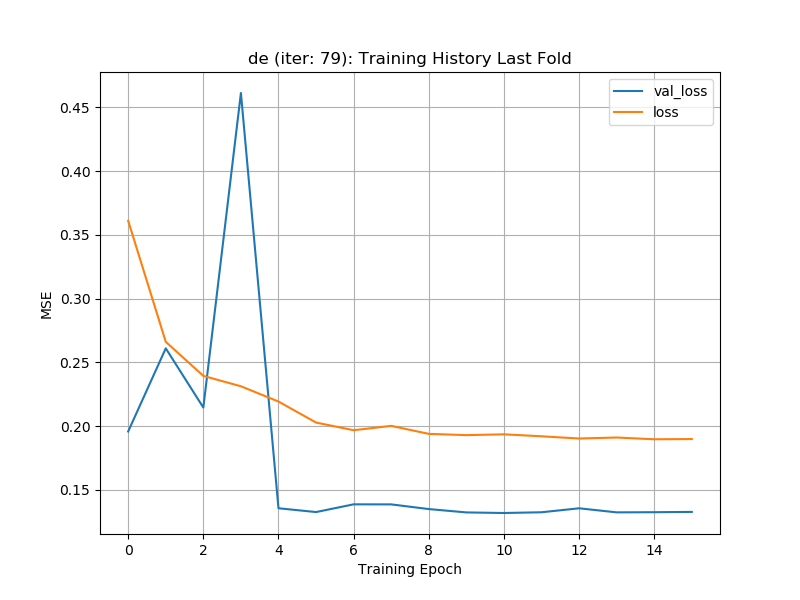 de (iter: 79): Training History Last Fold
val_loss
loss
0.45
0.40
0.35
0.30
0.25
0.20
0.15
MSE
0 2 4 6 8 10 12 14
Training Epoch